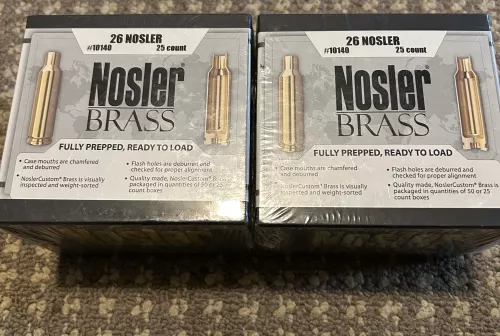 26 NOSLER
#10140 25 count
Nosler®
BRASS
FULLY PREPPED, READY TO LOAD
• Case mouths are chamfered
and deburred
• NoslerCustom® Brass is visually
inspected and weight-sorted
• Flash holes are deburred and
checked for proper alignment
• Quality made, NoslerCustom® Brass is
packaged in quantities of 50 or 25
count boxes
26 NOSLER
#10140 25 count
Nosler®
BRASS
FULLY PREPPED, READY TO LOAD
• Case mouths are chamfered
and deburred
• NoslerCustom® Brass is visually
inspected and weight-sorted
• Flash holes are deburred and
checked for proper alignment
• Quality made, NoslerCustom® Brass is
packaged in quantities of 50 or 25
count boxes